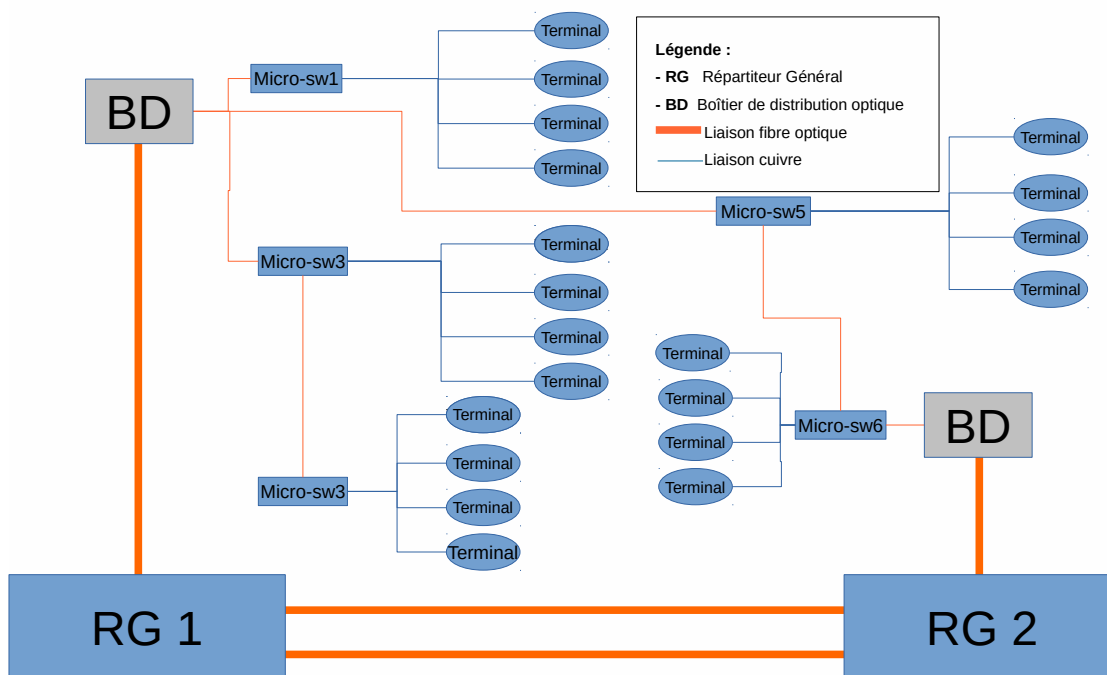 Terminal
Légende :
BD
Micro-sw1
Terminal
- RG Répartiteur Général
- BD Boîtier de distribution optique
Terminal
Liaison fibre optique
Terminal
Liaison cuivre
Terminal
Terminal
Micro-sw5
Terminal
Terminal
Micro-sw3
Terminal
Terminal
Terminal
Terminal
Terminal
Terminal
Terminal
Terminal
Micro-sw6
BD
Terminal
Terminal
Terminal
Micro-sw3
Terminal
Terminal
Terminal
RG 1
RG 2